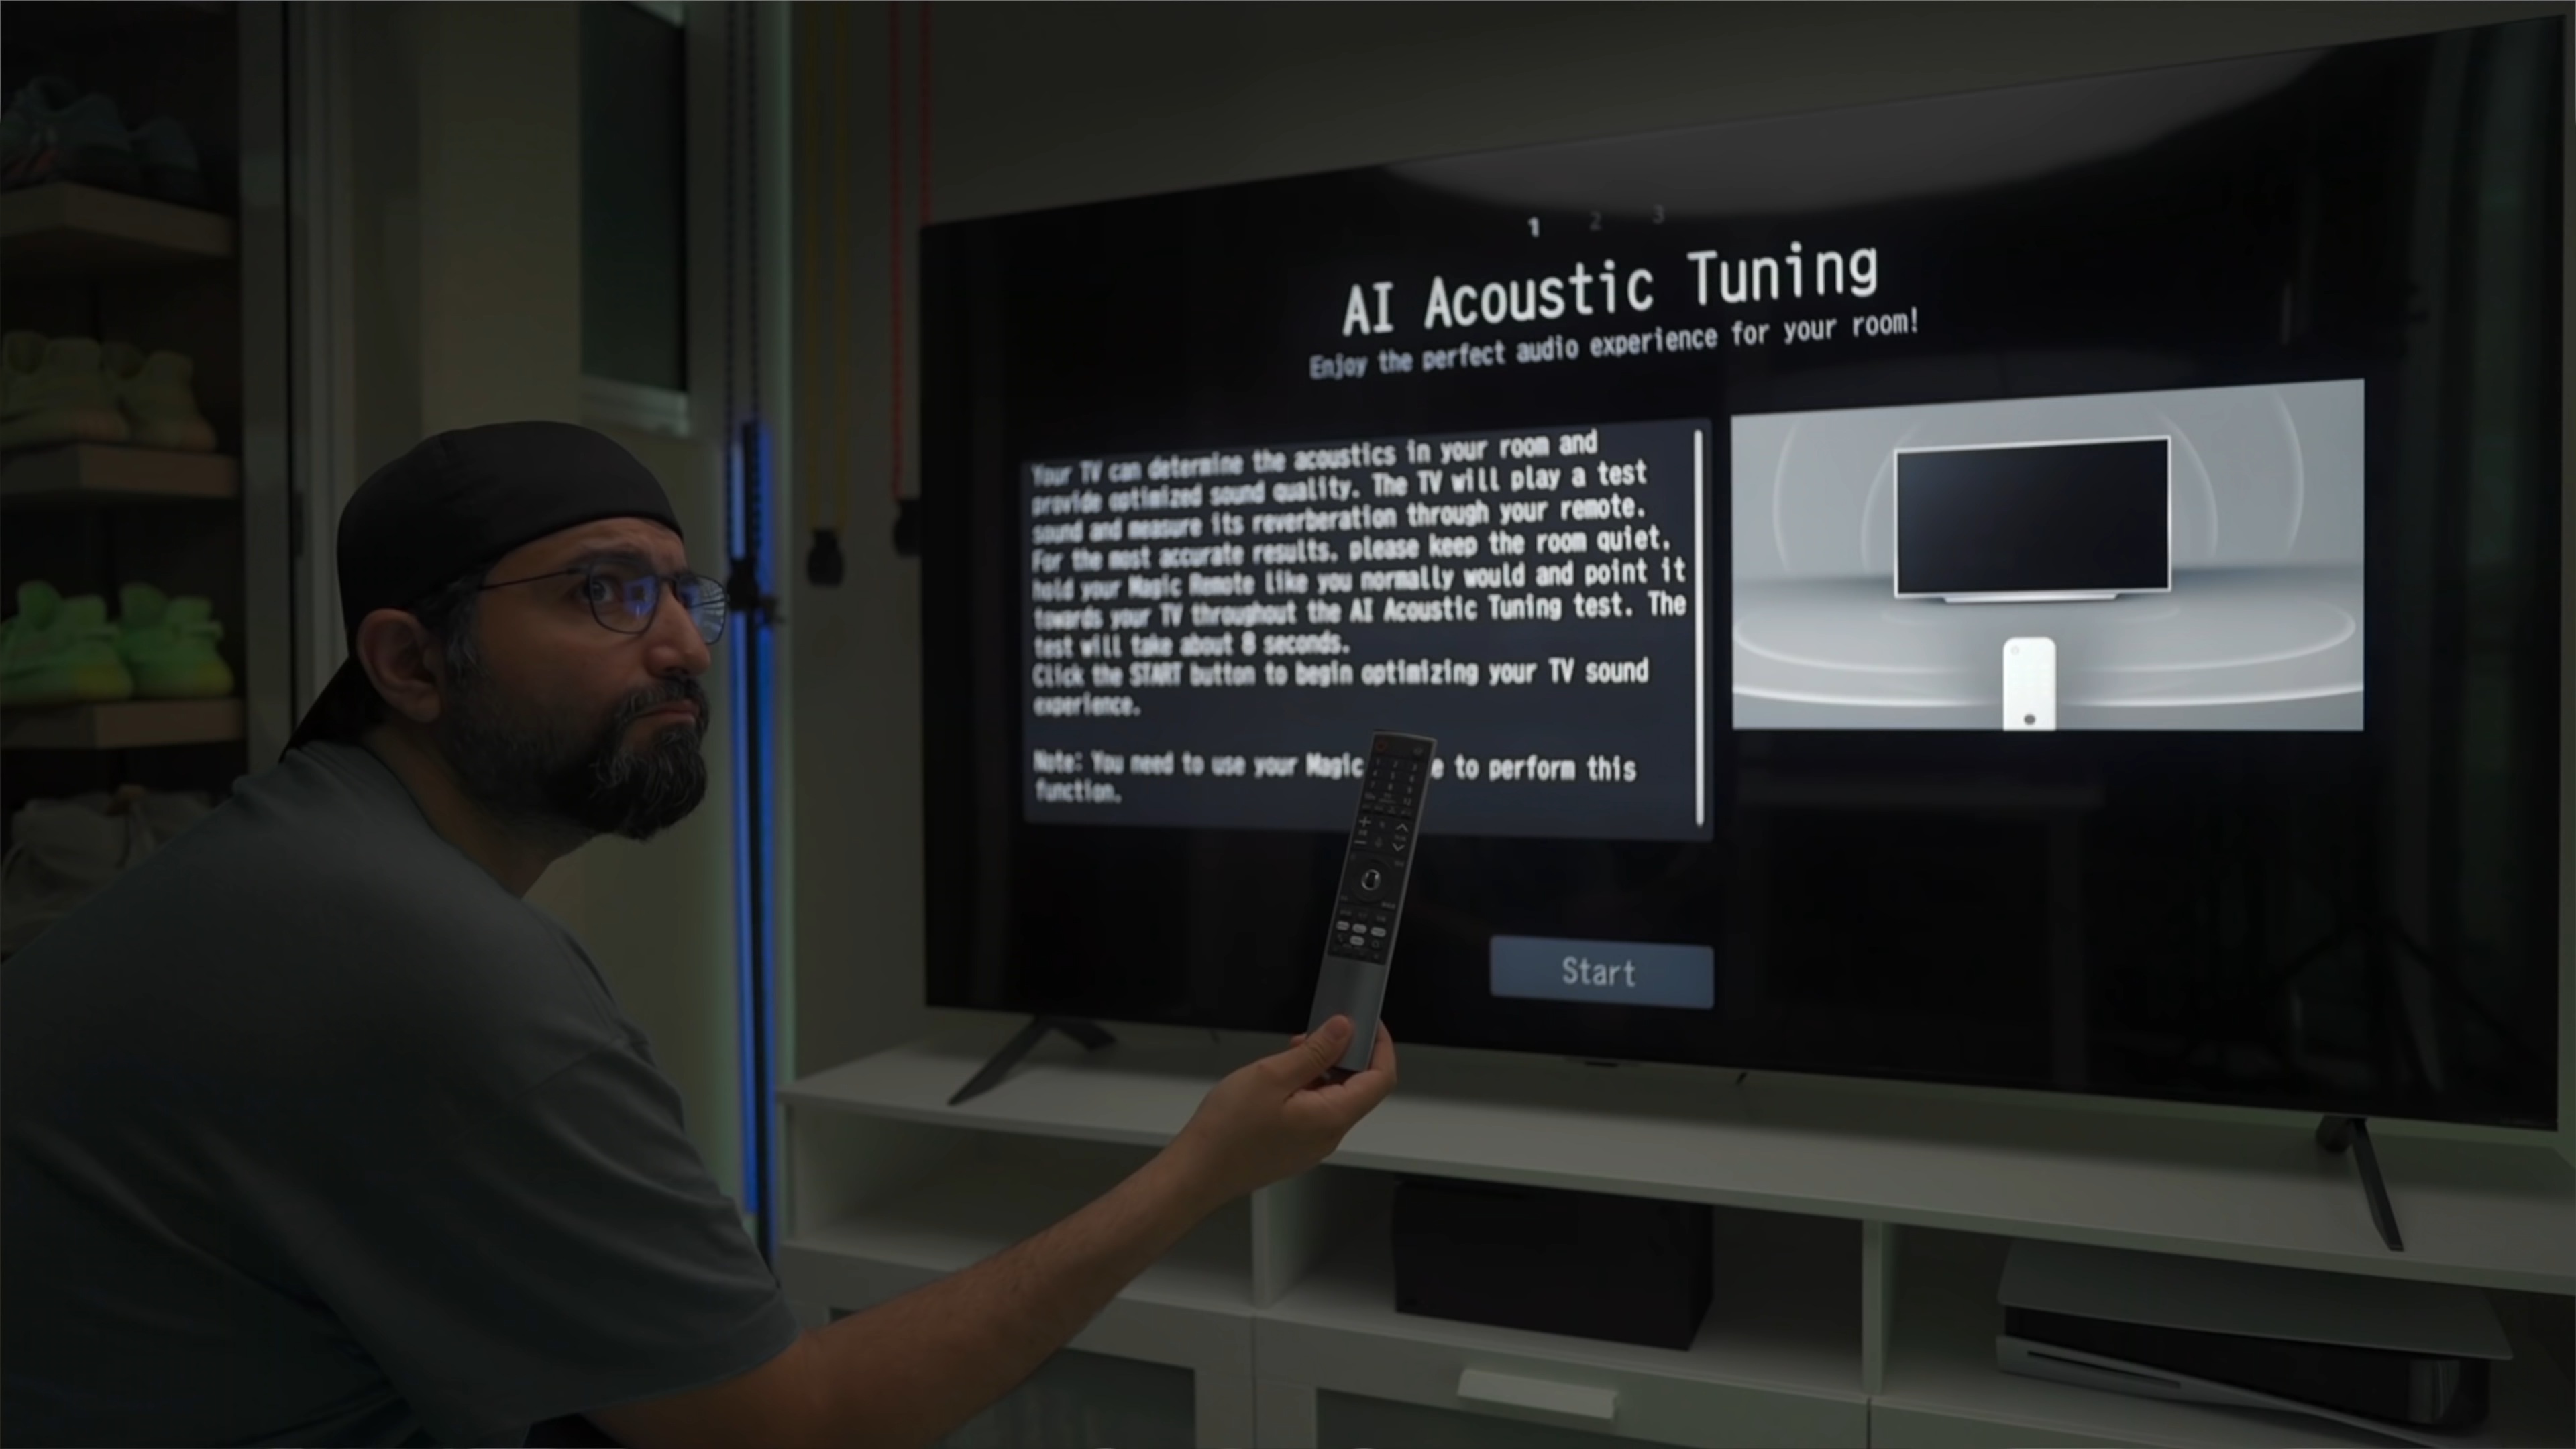 1 2 3
AI Acoustic Tuning
Enjoy the perfect audio experience for your room!
Your TV can determine the acoustics in your room and
provide optimized sound quality. The TV will play a test
sound and measure its reverberation through your remote.
For the most accurate results, please keep the room quiet,
hold your Magic Remote like you normally would and point it
towards your TV throughout the AI Acoustic Tuning test. The
test will take about 8 seconds.
Click the START button to begin optimizing your TV sound
experience.
Note: You need to use your Magic e to perform this
function.
Start